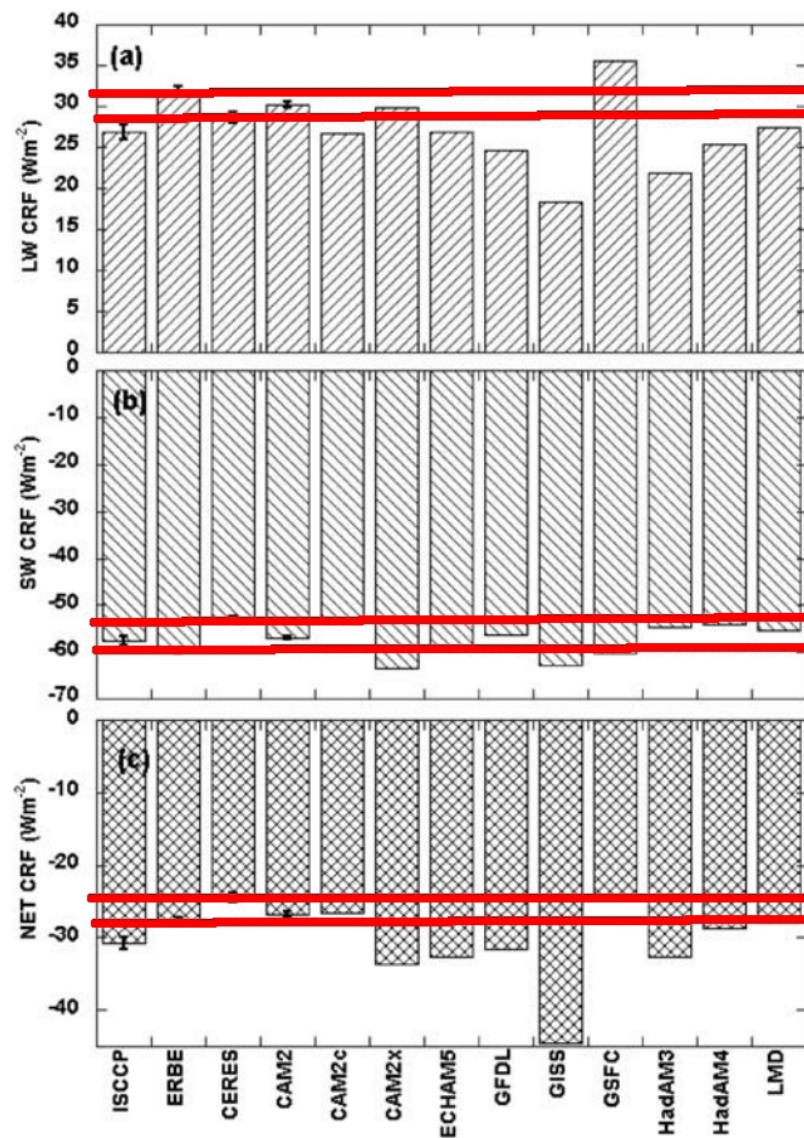 (a)
LW CRF (Wm-2)
40
35
30
25
20
15
10
5
0
(b)
SW CRF (Wm-2)
0
-10
-20
-30
-40
-50
-60
-70
(c)
NET CRF (Wm-2)
0
-10
-20
-30
-40
ISCCP
ERBE
CERES
CAM2
CAM2c
CAM2x
ECHAM5
GFDL
GISS
GSFC
HadAM3
HadAM4
LMD